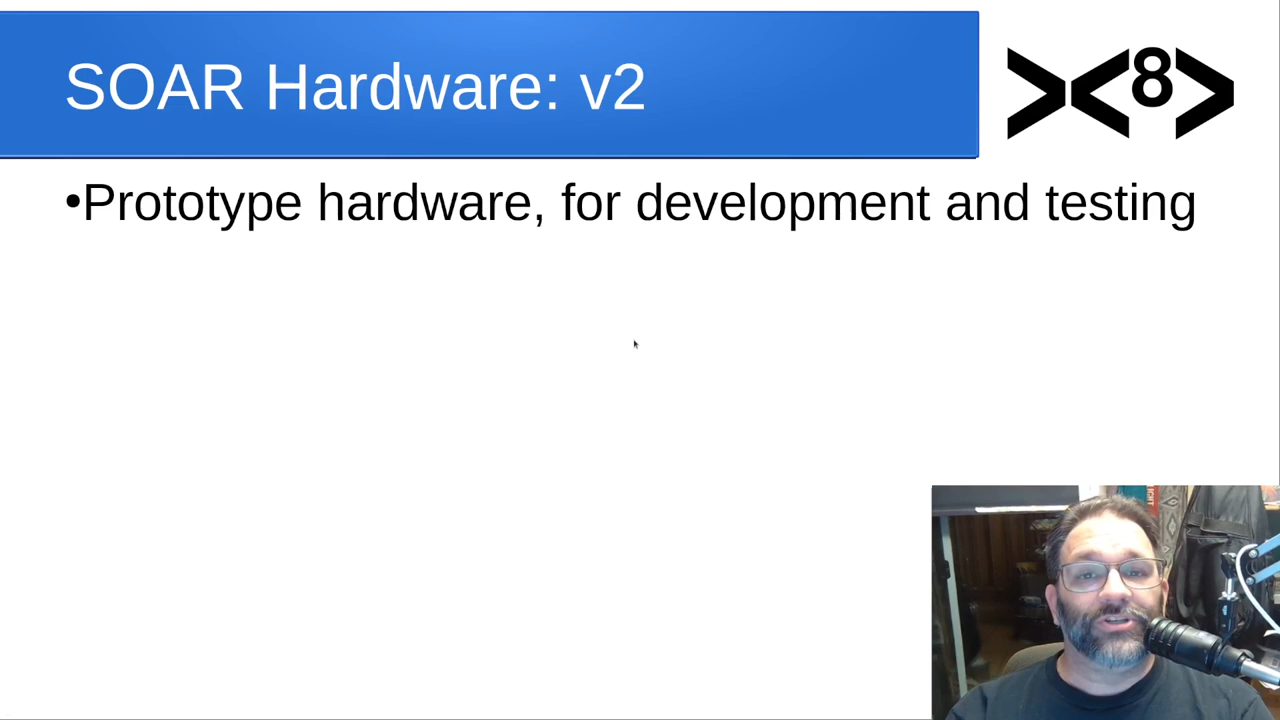 SOAR Hardware: v2
><8>
•Prototype hardware, for development and testing